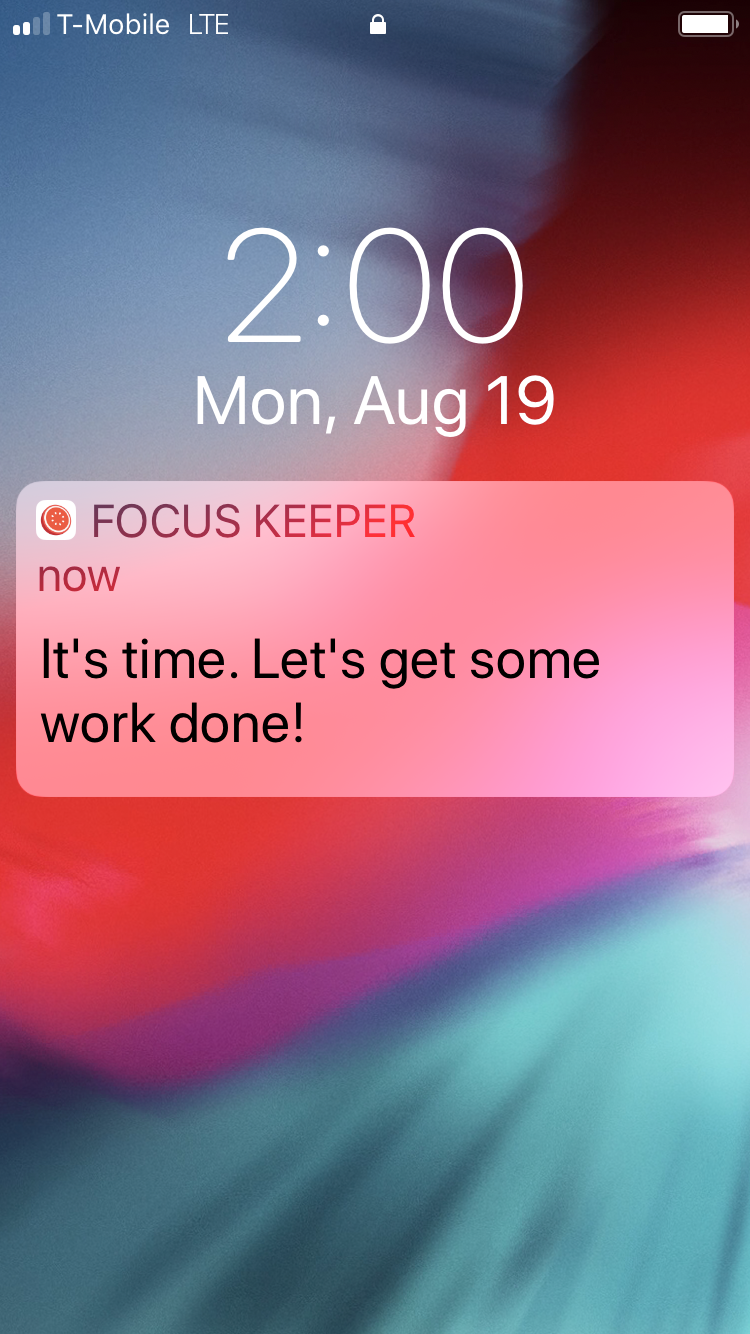 T-Mobile LTE
2:00
Mon, Aug 19
FOCUS KEEPER
now
It's time. Let's get some
work done!